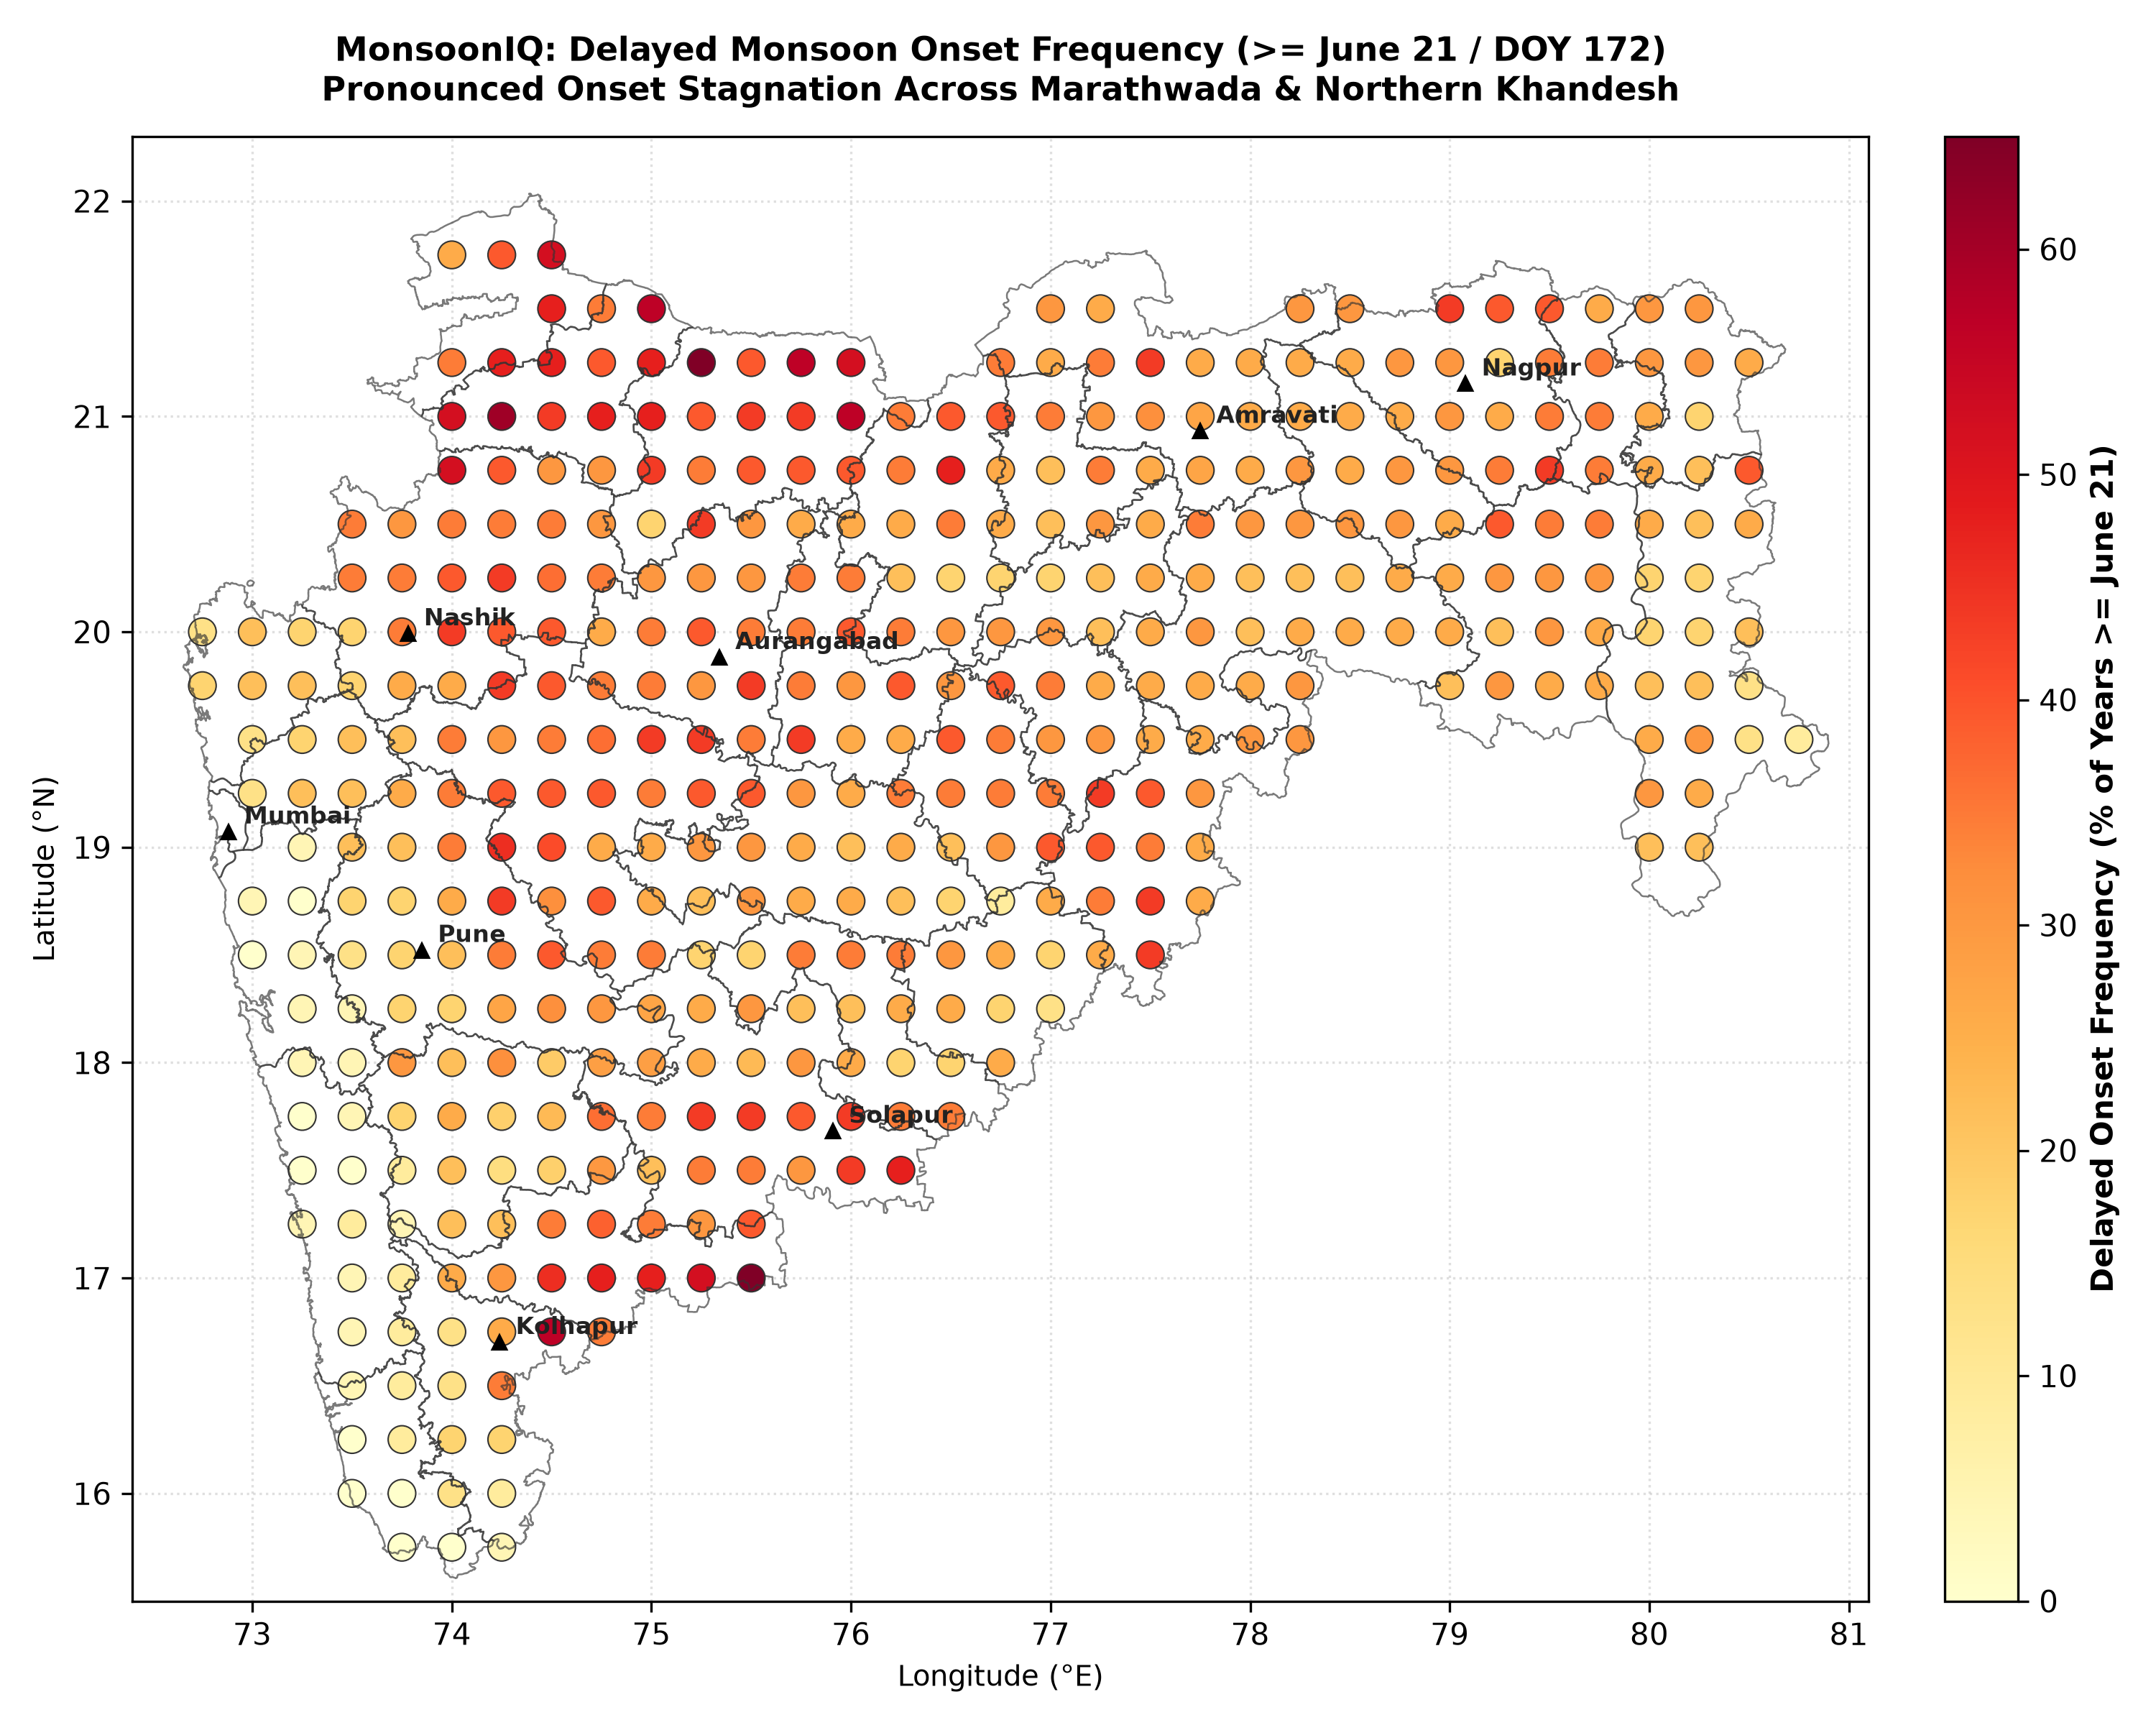 MonsoonIQ: Delayed Monsoon Onset Frequency (>= June 21 / DOY 172)
Pronounced Onset Stagnation Across Marathwada & Northern Khandesh
22
21
20
19
18
17
16
Latitude (°N)
Nagpur
Amravati
Nashik
Aurangabad
Mumbai
Pune
Solapur
Kolhapur
73
74
75
76
77
78
79
80
81
Longitude (°E)
60
50
40
30
20
10
0
Delayed Onset Frequency (% of Years >= June 21)